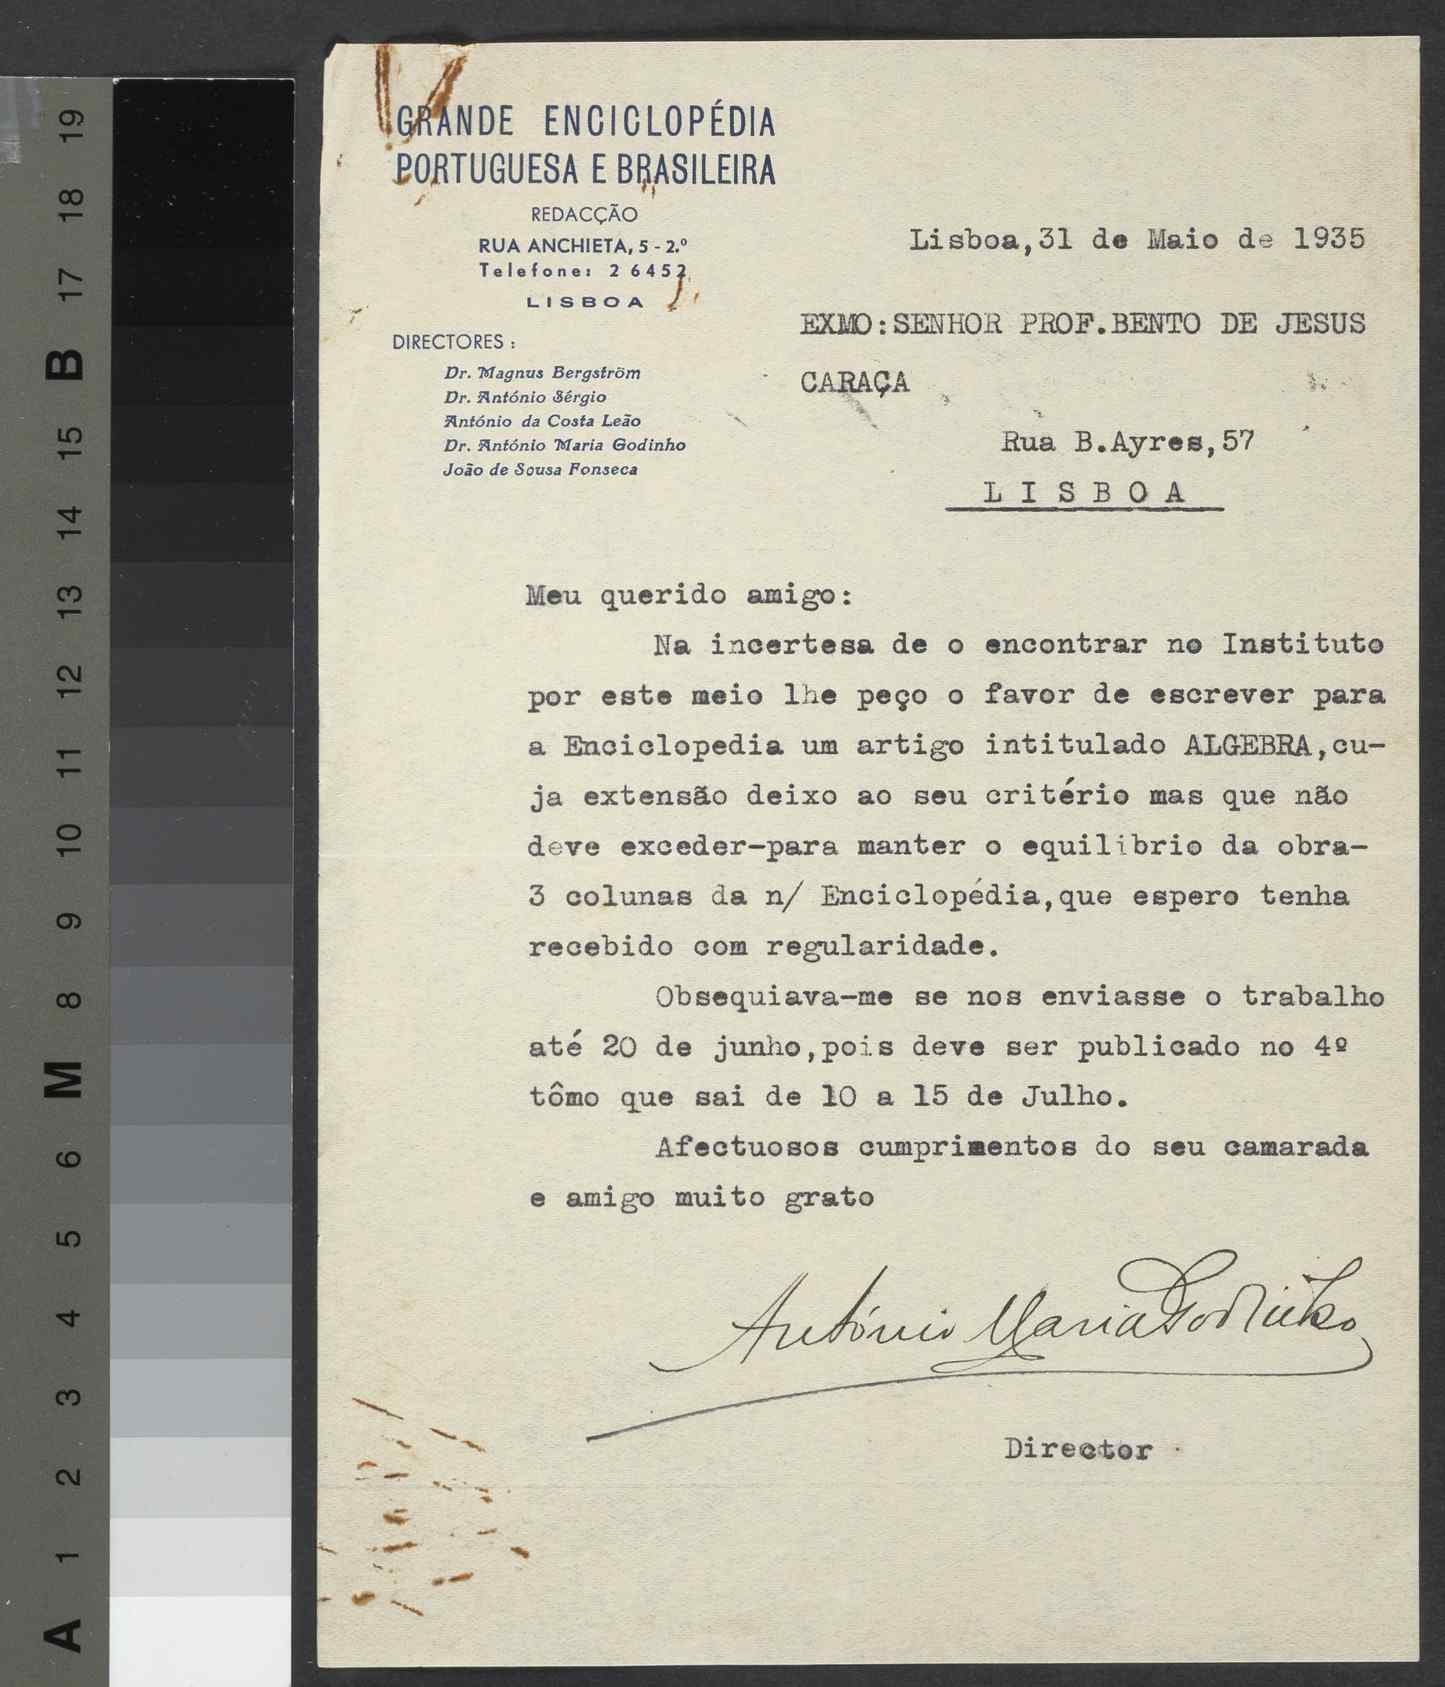 GRANDE ENCICLOPÉDIA
PORTUGUESA E BRASILEIRA
REDACÇÃO
RUA ANCHIETA, 5 - 2.º
Telefone: 2 6452
LISBOA
DIRECTORES:
Dr. Magnus Bergström
Dr. António Sérgio
António da Costa Leão
Dr. António Maria Godinho
João de Sousa Fonseca
Lisboa,31 de Maio de 1935
EXMO:SENHOR PROF.BENTO DE JESUS
CARAÇA
Rua B.Ayres,57
L I S B O A
Meu querido amigo:
Na incertesa de o encontrar no Instituto
por este meio lhe peço o favor de escrever para
a Enciclopedia um artigo intitulado ALGEBRA,cu-
ja extensão deixo ao seu critério mas que não
deve exceder-para manter o equilibrio da obra-
3 colunas da n/ Enciclopédia,que espero tenha
recebido com regularidade.
Obsequiava-me se nos enviasse o trabalho
até 20 de junho,pois deve ser publicado no 4º
tômo que sai de 10 a 15 de Julho.
Afectuosos cumprimentos do seu camarada
e amigo muito grato
António Maria Godinho
Director
A 1 2 3 4 5 6 M 8 9 10 11 12 13 14 15 B 17 18 19